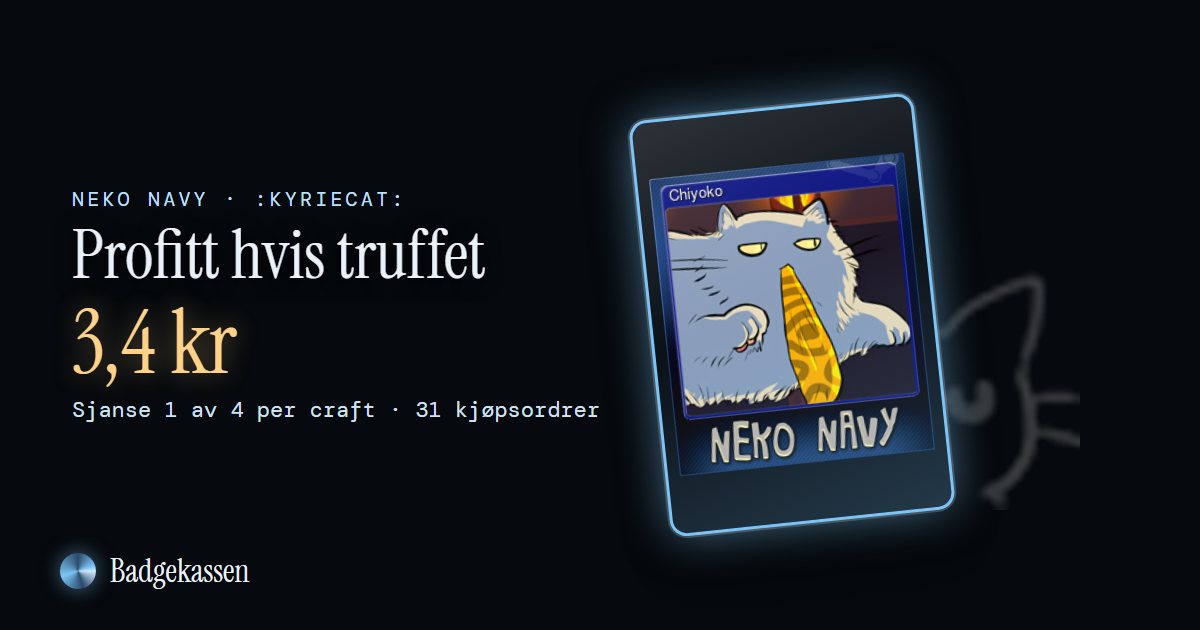 NEKO NAVY · :KYRIECAT:
Profitt hvis truffet
3,4 kr
Sjanse 1 av 4 per craft · 31 kjøpsordrer
Chiyoko
NEKO NAVY
Badgekassen